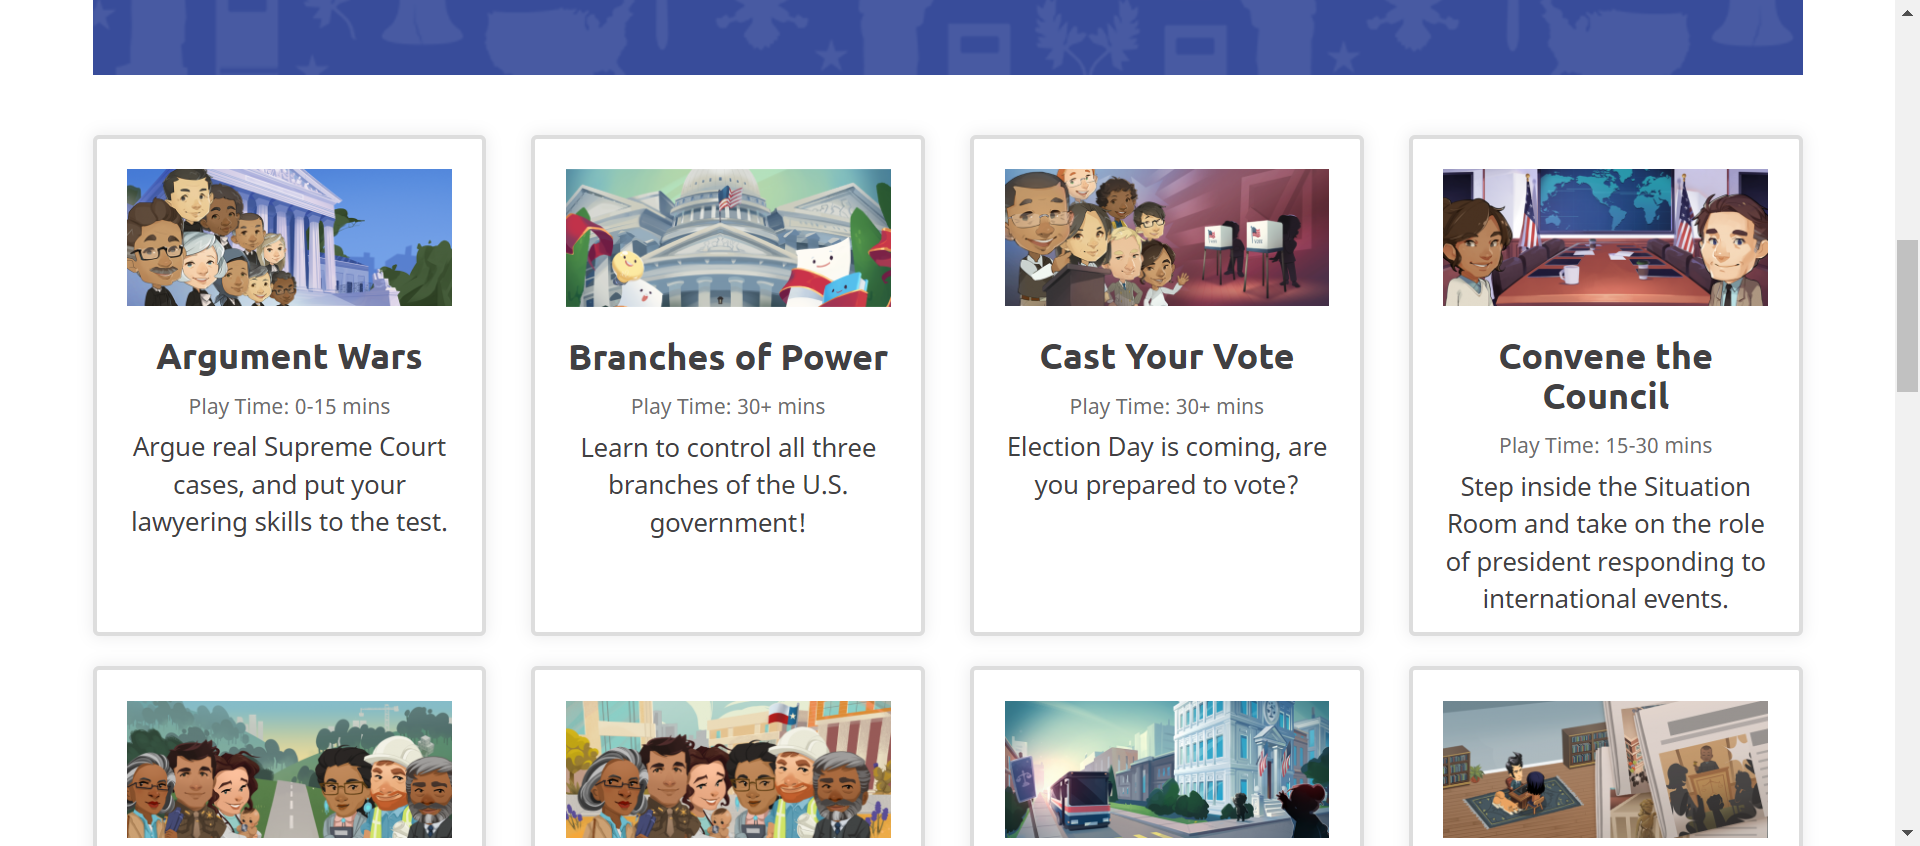 Argument Wars
Play Time: 0-15 mins
Argue real Supreme Court
cases, and put your
lawyering skills to the test.
Branches of Power
Play Time: 30+ mins
Learn to control all three
branches of the U.S.
government!
Cast Your Vote
Play Time: 30+ mins
Election Day is coming, are
you prepared to vote?
Convene the
Council
Play Time: 15-30 mins
Step inside the Situation
Room and take on the role
of president responding to
international events.